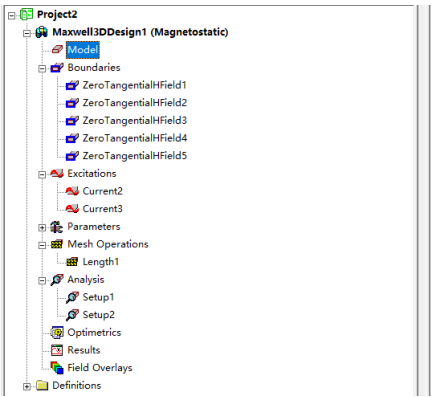 Project2
Maxwell3DDesign1 (Magnetostatic)
Model
Boundaries
ZeroTangentialHField1
ZeroTangentialHField2
ZeroTangentialHField3
ZeroTangentialHField4
ZeroTangentialHField5
Excitations
Current2
Current3
Parameters
Mesh Operations
Length1
Analysis
Setup1
Setup2
Optimetrics
Results
Field Overlays
Definitions